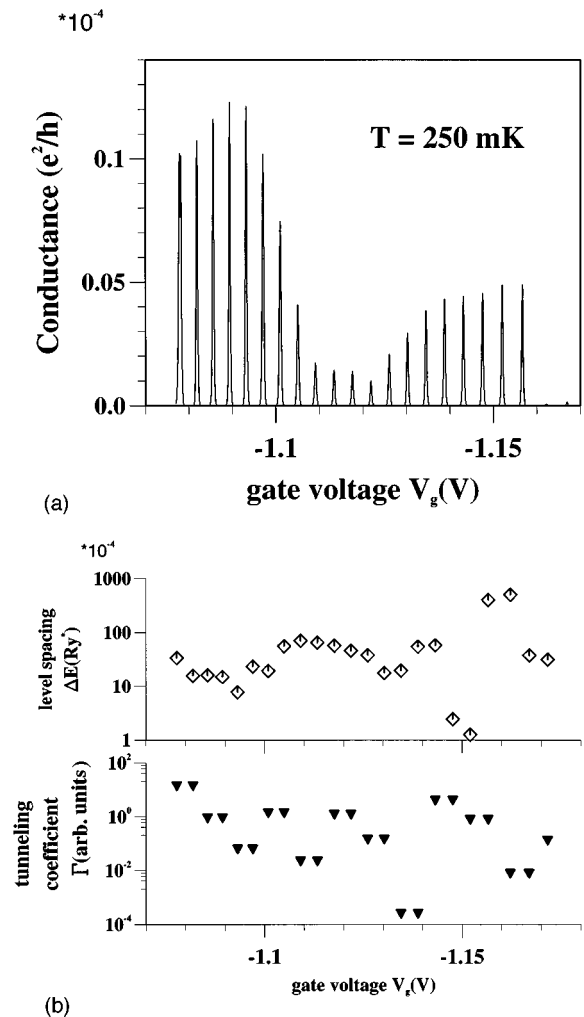 *10⁻⁴
T = 250 mK
Conductance (e²/h)
0.1
0.05
0.0
-1.1
-1.15
gate voltage V_g(V)
(a)
*10⁻⁴
level spacing
ΔE(Ry*)
1000
100
10
1
tunneling
coefficient
Γ(arb. units)
10²
10⁰
10⁻²
10⁻⁴
-1.1
-1.15
gate voltage V_g(V)
(b)